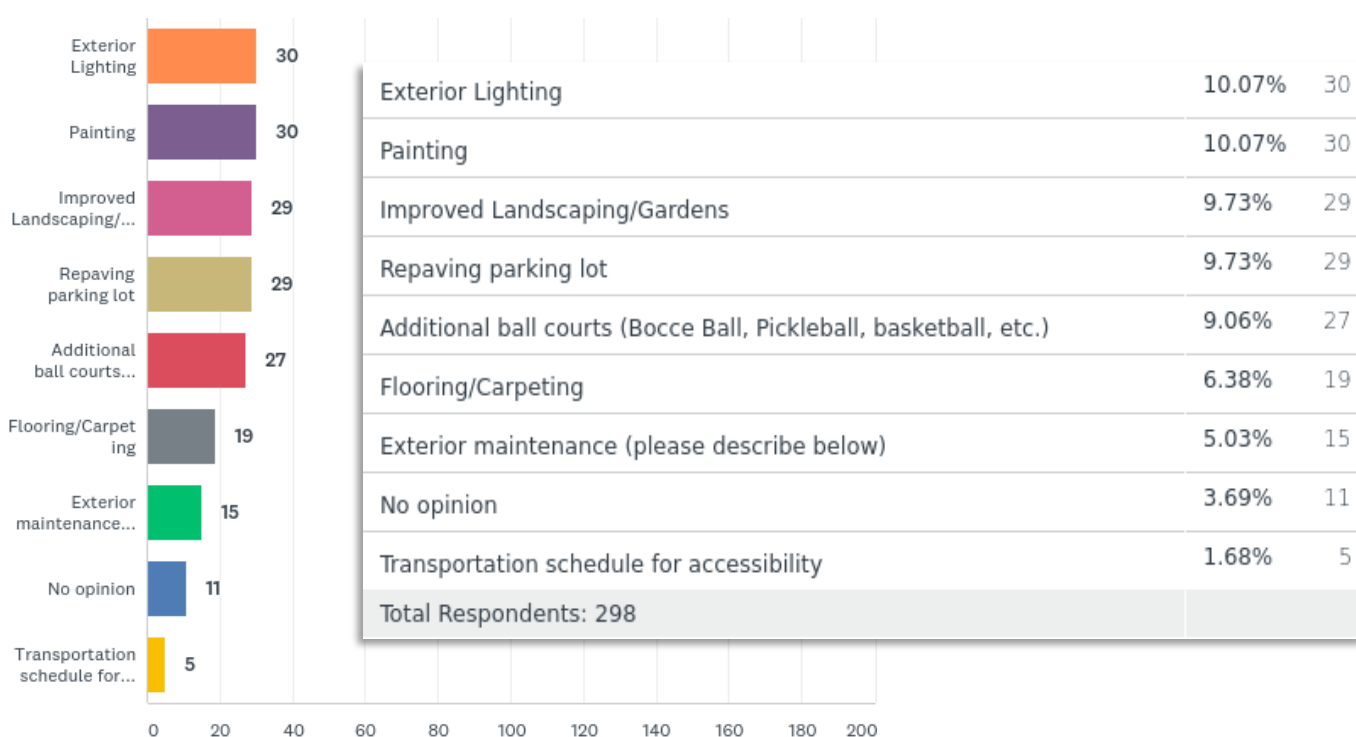 Exterior
Lighting
30
Painting
30
Improved
Landscaping/...
29
Repaving
parking lot
29
Additional
ball courts...
27
Flooring/Carpet
ing
19
Exterior
maintenance...
15
No opinion
11
Transportation
schedule for...
5
0 20 40 60 80 100 120 140 160 180 200
Exterior Lighting 10.07% 30
Painting 10.07% 30
Improved Landscaping/Gardens 9.73% 29
Repaving parking lot 9.73% 29
Additional ball courts (Bocce Ball, Pickleball, basketball, etc.) 9.06% 27
Flooring/Carpeting 6.38% 19
Exterior maintenance (please describe below) 5.03% 15
No opinion 3.69% 11
Transportation schedule for accessibility 1.68% 5
Total Respondents: 298